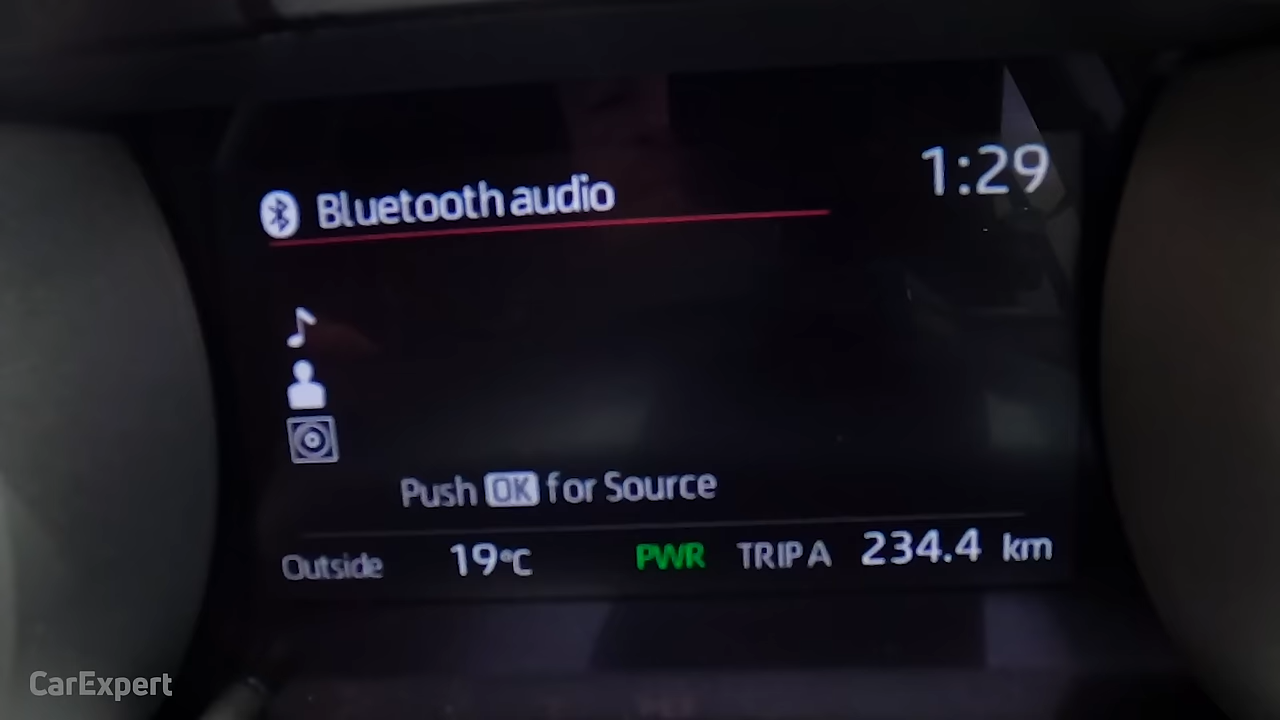 1:29
Bluetooth audio
Push OK for Source
Outside 19°C PWR TRIP A 234.4 km
CarExpert